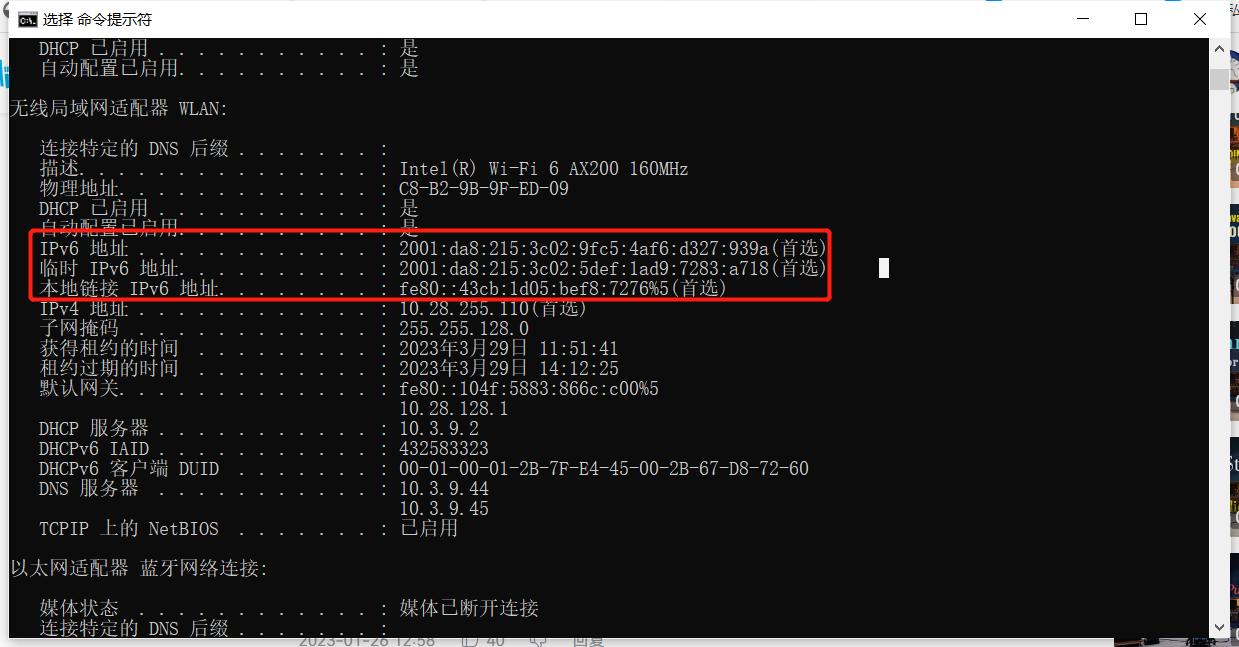 选择 命令提示符
DHCP 已启用 . . . . . . . . . . . : 是
自动配置已启用. . . . . . . . . . : 是
无线局域网适配器 WLAN:
连接特定的 DNS 后缀 . . . . . . . :
描述. . . . . . . . . . . . . . . : Intel(R) Wi-Fi 6 AX200 160MHz
物理地址. . . . . . . . . . . . . : C8-B2-9B-9F-ED-09
DHCP 已启用 . . . . . . . . . . . : 是
自动配置已启用. . . . . . . . . . : 是
IPv6 地址 . . . . . . . . . . . . : 2001:da8:215:3c02:9fc5:4af6:d327:939a(首选)
临时 IPv6 地址. . . . . . . . . . : 2001:da8:215:3c02:5def:1ad9:7283:a718(首选)
本地链接 IPv6 地址. . . . . . . . : fe80::43cb:1d05:bef8:7276%5(首选)
IPv4 地址 . . . . . . . . . . . . : 10.28.255.110(首选)
子网掩码  . . . . . . . . . . . . : 255.255.128.0
获得租约的时间  . . . . . . . . . : 2023年3月29日 11:51:41
租约过期的时间  . . . . . . . . . : 2023年3月29日 14:12:25
默认网关. . . . . . . . . . . . . : fe80::104f:5883:866c:c00%5
10.28.128.1
DHCP 服务器 . . . . . . . . . . . : 10.3.9.2
DHCPv6 IAID . . . . . . . . . . . : 432583323
DHCPv6 客户端 DUID  . . . . . . . : 00-01-00-01-2B-7F-E4-45-00-2B-67-D8-72-60
DNS 服务器  . . . . . . . . . . . : 10.3.9.44
10.3.9.45
TCPIP 上的 NetBIOS  . . . . . . . : 已启用
以太网适配器 蓝牙网络连接:
媒体状态  . . . . . . . . . . . . : 媒体已断开连接
连接特定的 DNS 后缀 . . . . . . . :
2023-01-26 12:58 40 回复